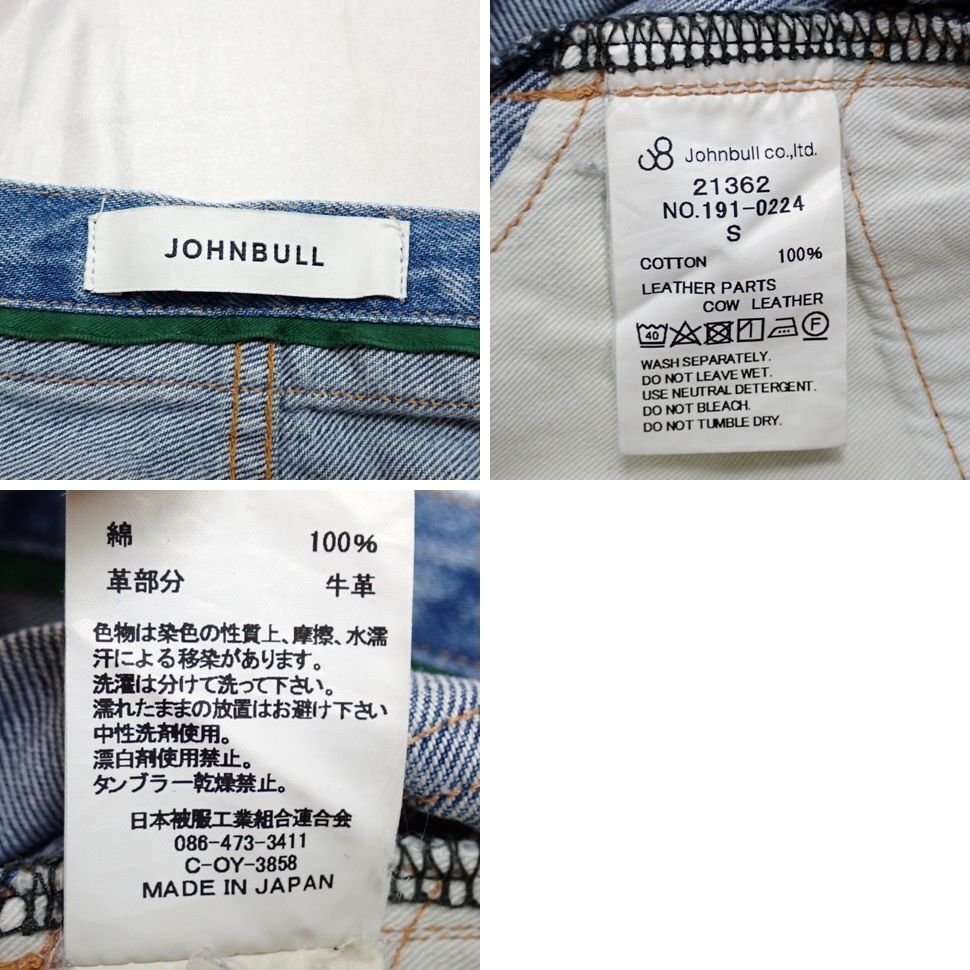 JOHNBULL
Johnbull co.,ltd.
21362
NO.191-0224
S
COTTON 100%
LEATHER PARTS
COW LEATHER
40 F
WASH SEPARATELY.
DO NOT LEAVE WET.
USE NEUTRAL DETERGENT.
DO NOT BLEACH.
DO NOT TUMBLE DRY.
綿 100%
革部分 牛革
色物は染色の性質上、摩擦、水濡
汗による移染があります。
洗濯は分けて洗って下さい。
濡れたままの放置はお避け下さい
中性洗剤使用。
漂白剤使用禁止。
タンブラー乾燥禁止。
日本被服工業組合連合会
086-473-3411
C-OY-3858
MADE IN JAPAN